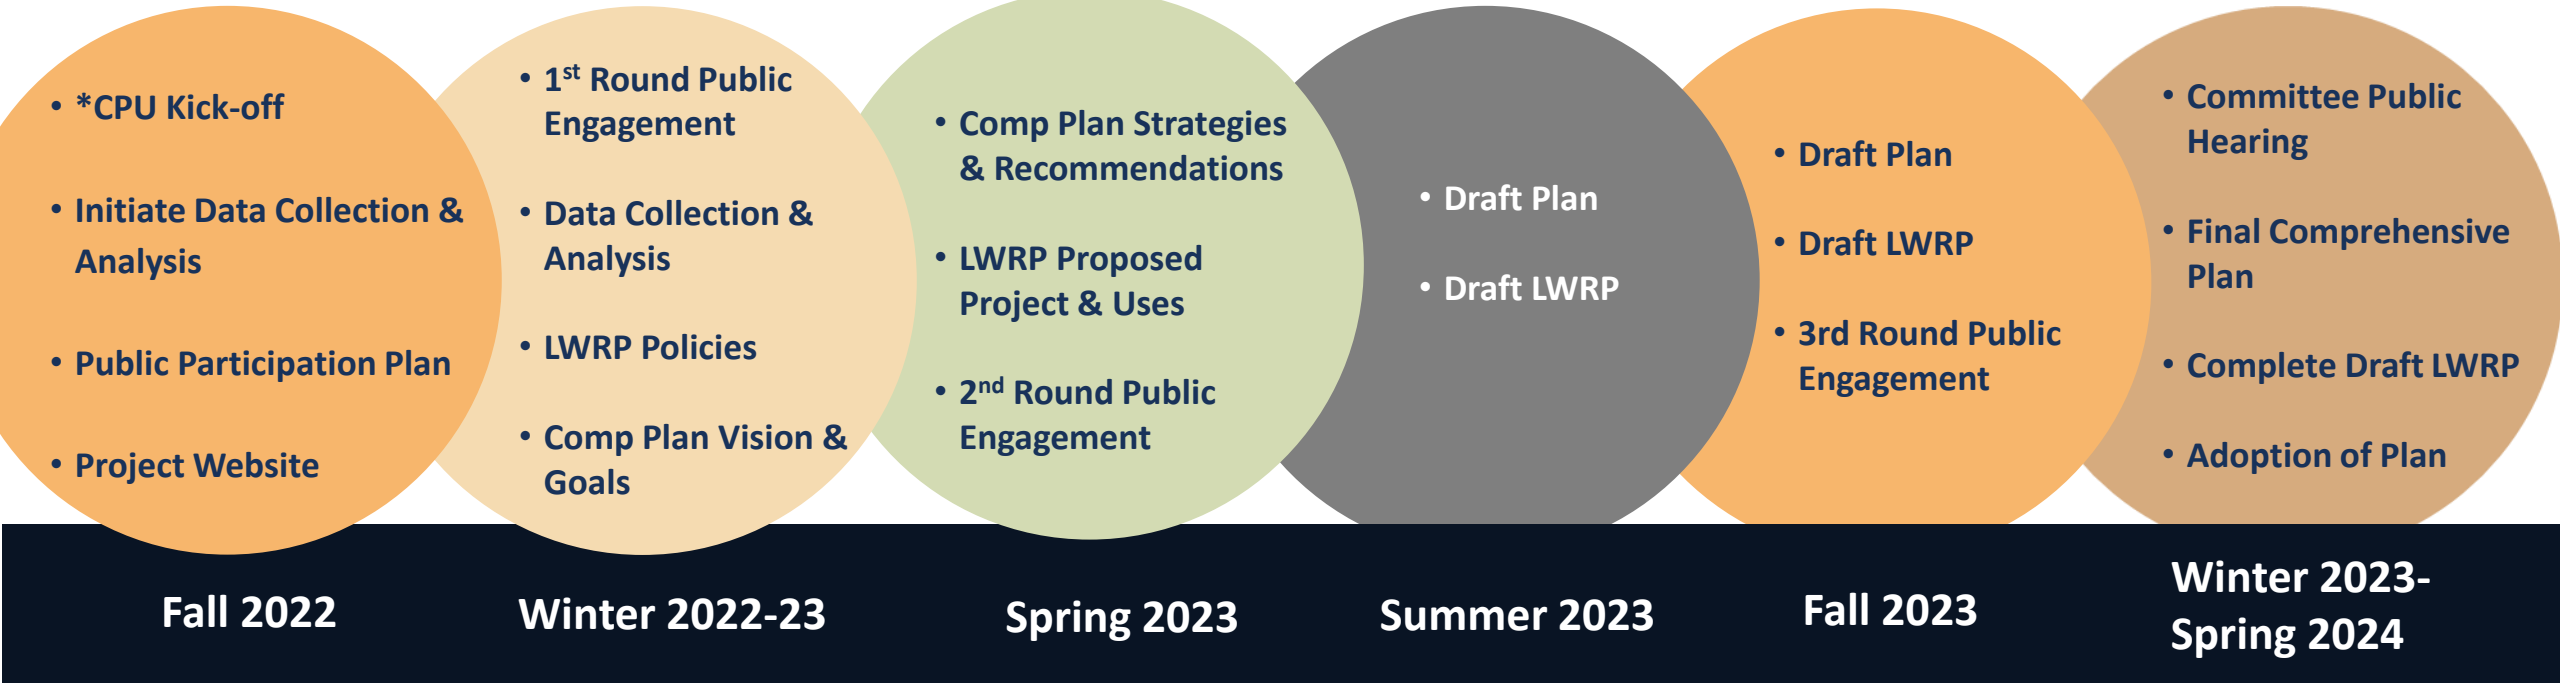 • *CPU Kick-off
• Initiate Data Collection &
Analysis
• Public Participation Plan
• Project Website
• 1st Round Public
Engagement
• Data Collection &
Analysis
• LWRP Policies
• Comp Plan Vision &
Goals
• Comp Plan Strategies
& Recommendations
• LWRP Proposed
Project & Uses
• 2nd Round Public
Engagement
• Draft Plan
• Draft LWRP
• Draft Plan
• Draft LWRP
• 3rd Round Public
Engagement
• Committee Public
Hearing
• Final Comprehensive
Plan
• Complete Draft LWRP
• Adoption of Plan
Fall 2022
Winter 2022-23
Spring 2023
Summer 2023
Fall 2023
Winter 2023-
Spring 2024